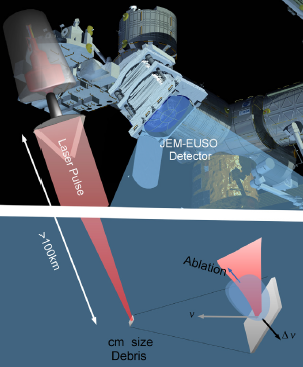 JEM-EUSO
Detector
Laser Pulse
>100km
Ablation
v
Δv
cm size
Debris